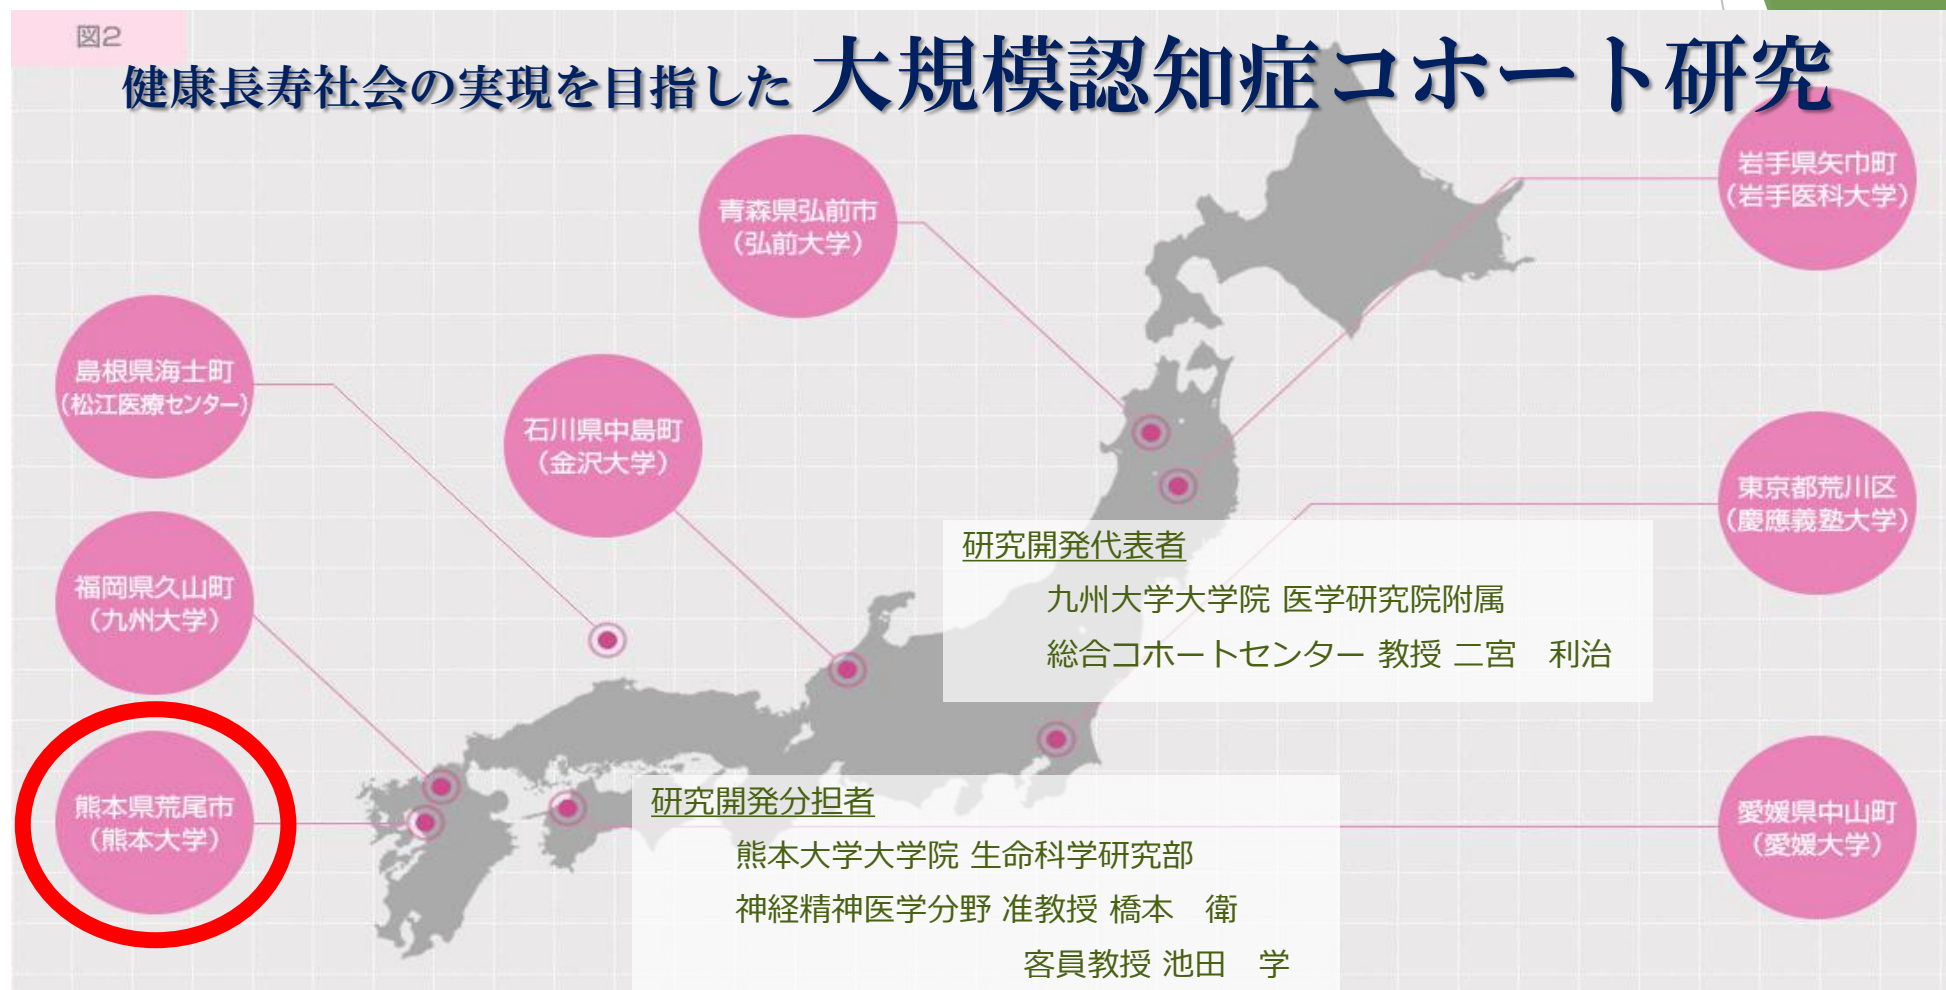 図2
健康長寿社会の実現を目指した 大規模認知症コホート研究
岩手県矢巾町
(岩手医科大学)
青森県弘前市
(弘前大学)
島根県海士町
(松江医療センター)
石川県中島町
(金沢大学)
東京都荒川区
(慶應義塾大学)
福岡県久山町
(九州大学)
研究開発代表者
九州大学大学院 医学研究院附属
総合コホートセンター 教授 二宮　利治
熊本県荒尾市
(熊本大学)
研究開発分担者
熊本大学大学院 生命科学研究部
神経精神医学分野 准教授 橋本　衛
客員教授 池田　学
愛媛県中山町
(愛媛大学)